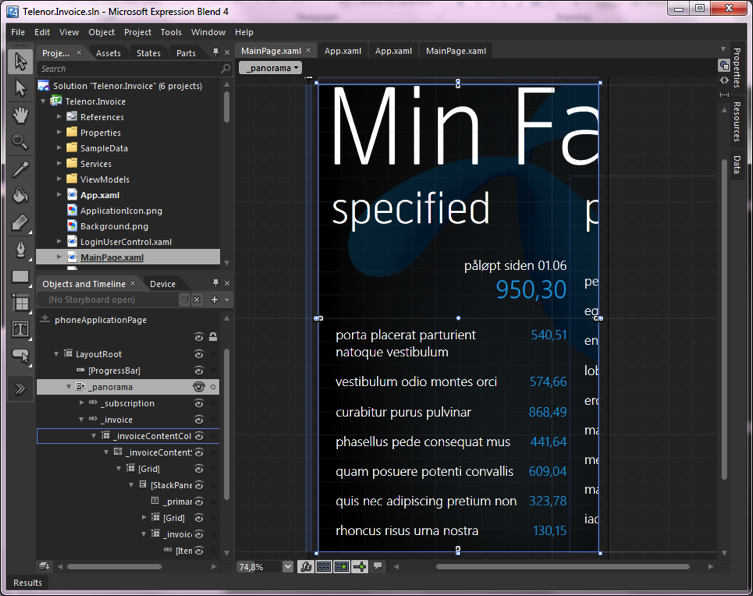 Telenor.Invoice.sln - Microsoft Expression Blend 4
File Edit View Object Project Tools Window Help
Proje... × Assets States Parts
MainPage.xaml × App.xaml App.xaml MainPage.xaml
Search
_panorama
Solution "Telenor.Invoice" (6 projects)
Telenor.Invoice
References
Properties
SampleData
Services
ViewModels
App.xaml
ApplicationIcon.png
Background.png
LoginUserControl.xaml
MainPage.xaml
Objects and Timeline × Device
(No Storyboard open)
phoneApplicationPage
LayoutRoot
[ProgressBar]
_panorama
_subscription
_invoice
_invoiceContentCol
_invoiceContentS
[Grid]
[StackPane
_primar
[Grid]
_invoic
[Iten
Min Fa
specified
p
påløpt siden 01.06
950,30
porta placerat parturient
natoque vestibulum
540,51
vestibulum odio montes orci 574,66
curabitur purus pulvinar 868,49
phasellus pede consequat mus 441,64
quam posuere potenti convallis 609,04
quis nec adipiscing pretium non 323,78
rhoncus risus urna nostra 130,15
pe
eg
en
lob
erc
ma
me
ma
iac
Properties
Resources
Data
74,8%
Results